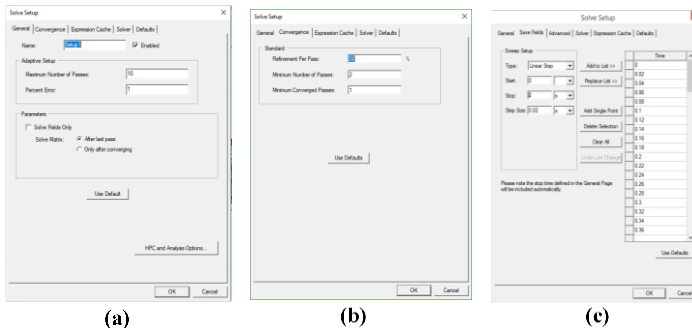 Solve Setup
General Convergence Expression Cache Solver Defaults
Name: Setup1 Enabled
Adaptive Setup
Maximum Number of Passes: 10
Percent Error: 1
Parameters
Solve Fields Only
Solve Matrix: After last pass
Only after converging
Use Default
HPC and Analysis Options...
OK Cancel
(a)
Solve Setup
General Convergence Expression Cache Solver Defaults
Standard
Refinement Per Pass: 30 %
Minimum Number of Passes: 2
Minimum Converged Passes: 1
Use Defaults
OK Cancel
(b)
Solve Setup
General Save Fields Advanced Solver Expression Cache Defaults
Sweep Setup
Type: Linear Step
Start: 0
Stop: s
Step Size: 0.02 s
Add to List >>
Replace List >>
Add Single Point
Delete Selection
Clear All
Undo Last Change
Time
0
0.02
0.04
0.06
0.08
0.1
0.12
0.14
0.16
0.18
0.2
0.22
0.24
0.26
0.28
0.3
0.32
0.34
0.36
Please note the stop time defined in the General Page
will be included automatically.
Use Defaults
OK Cancel
(c)